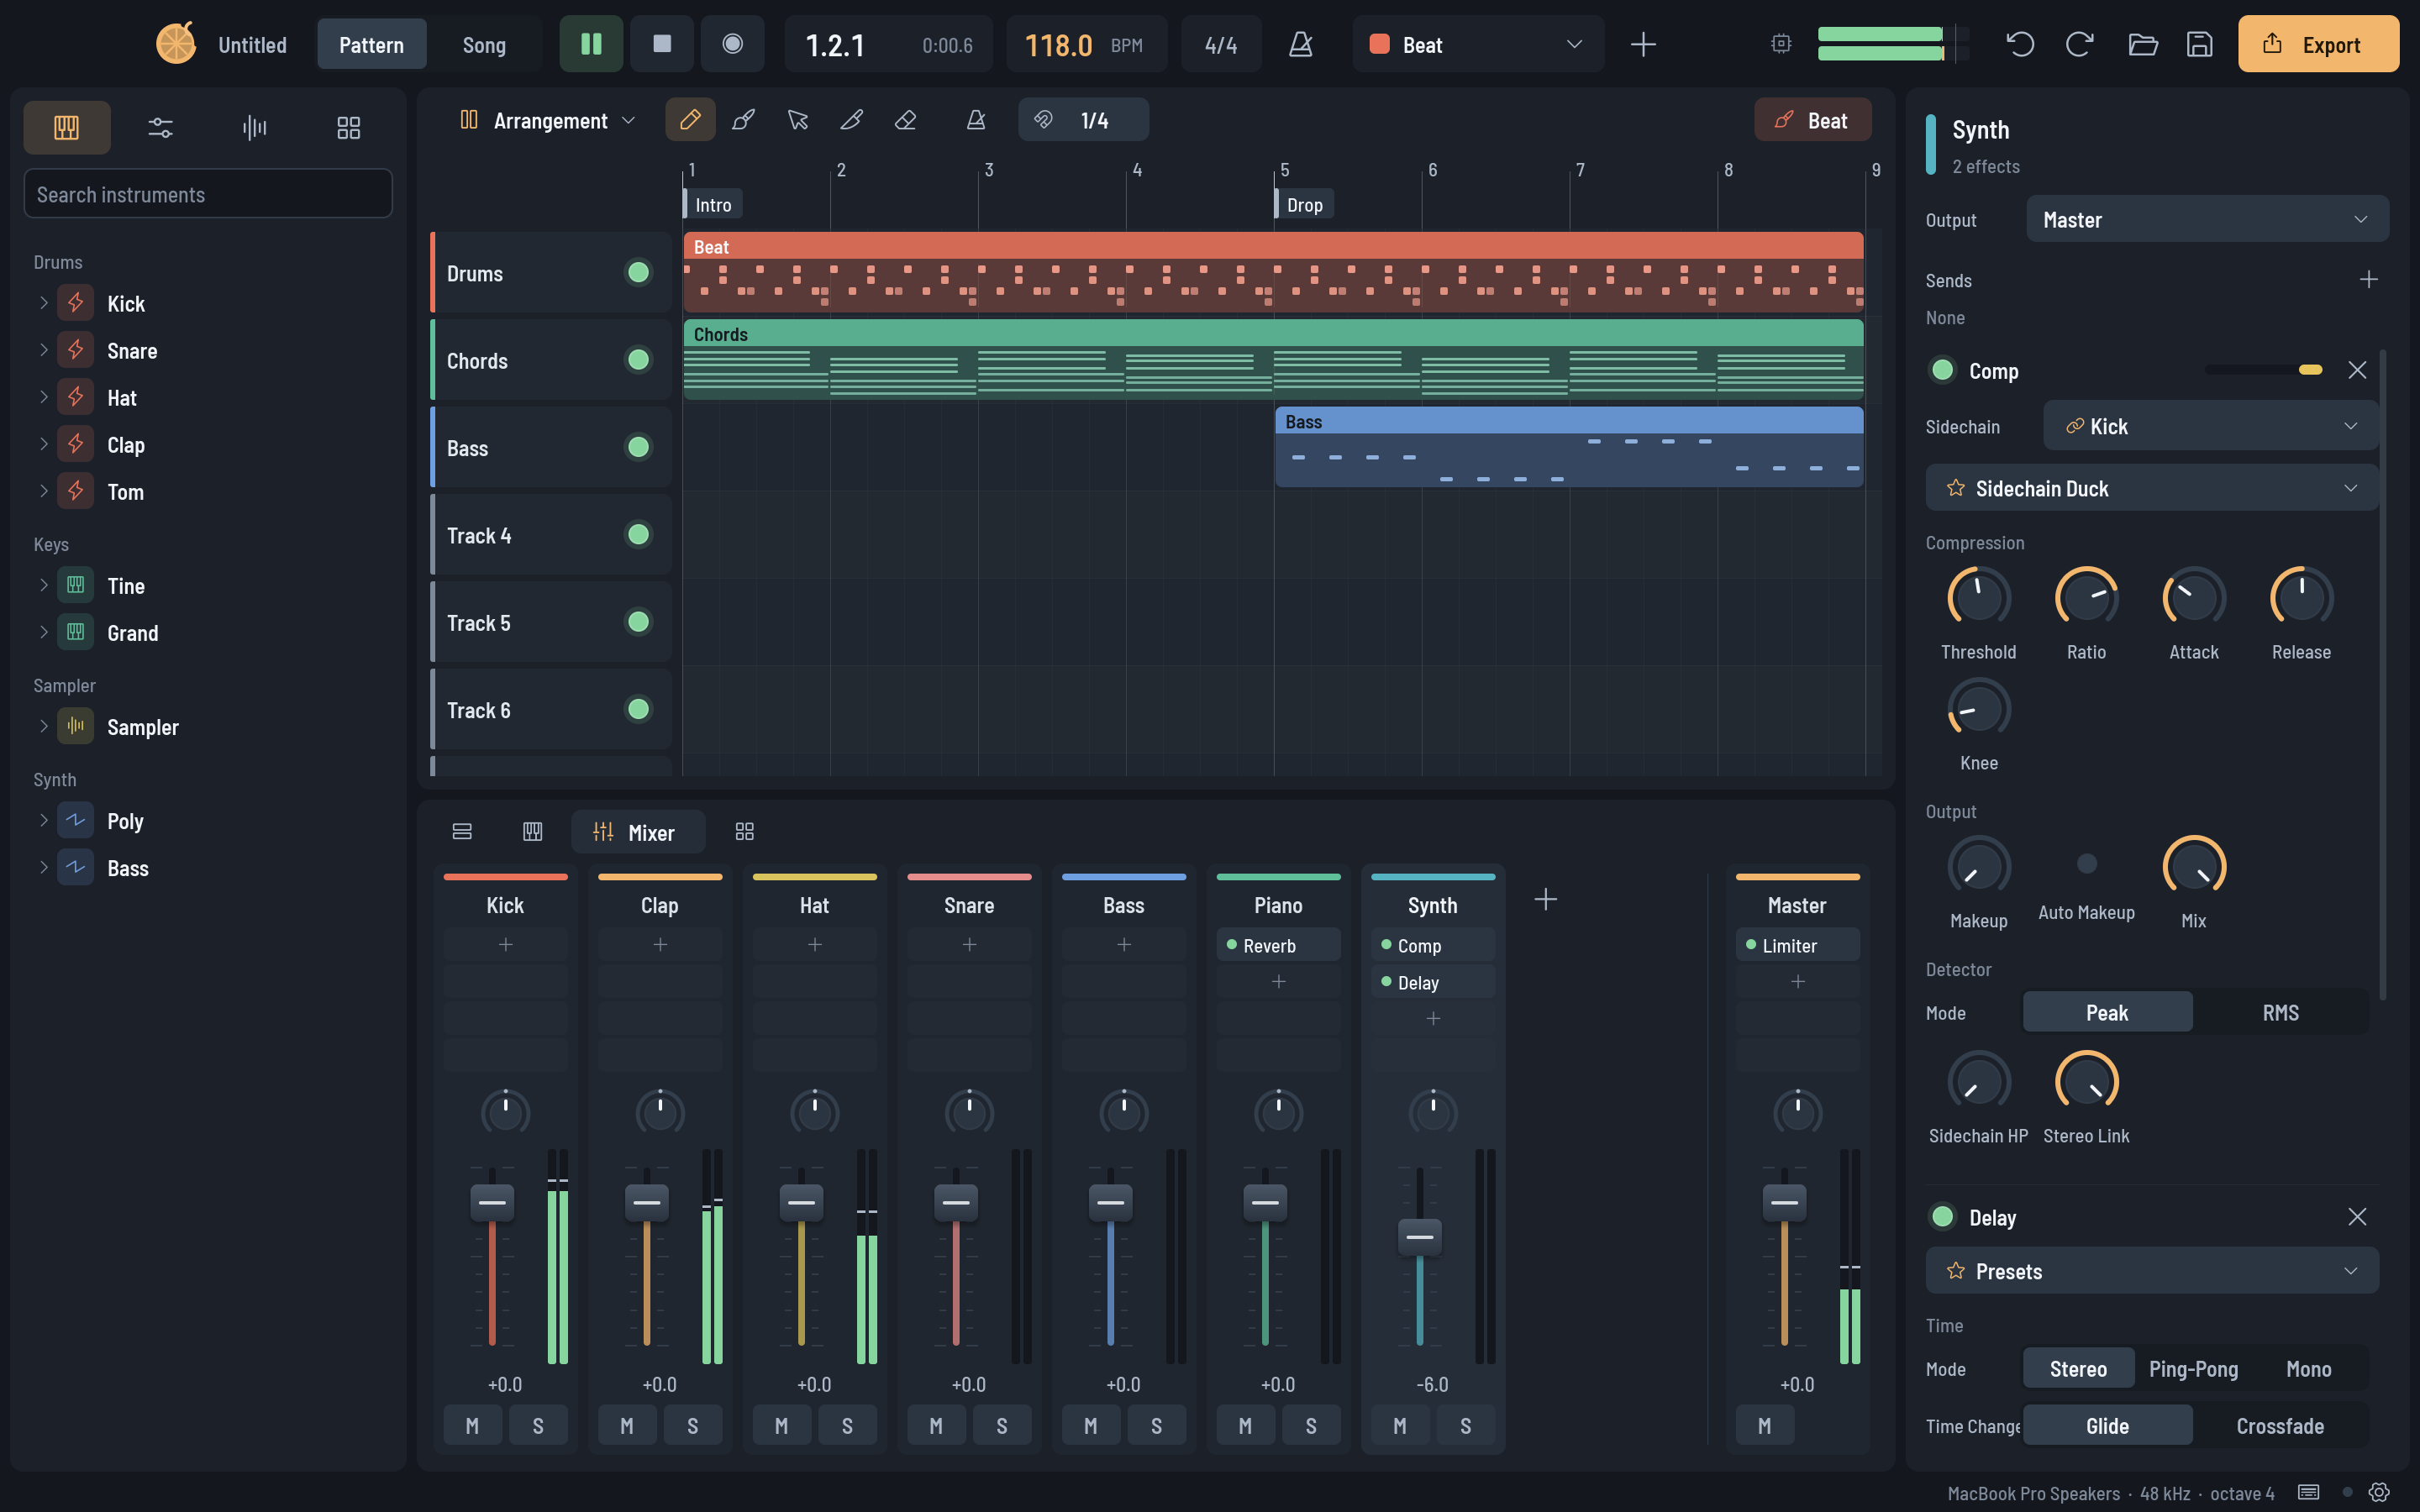 Untitled
Pattern
Song
1.2.1
0:00.6
118.0 BPM
4/4
Beat
Export
Search instruments
Drums
Kick
Snare
Hat
Clap
Tom
Keys
Tine
Grand
Sampler
Sampler
Synth
Poly
Bass
Arrangement
1/4
Beat
1 2 3 4 5 6 7 8 9
Intro
Drop
Drums
Beat
Chords
Chords
Bass
Bass
Track 4
Track 5
Track 6
Mixer
Kick
Clap
Hat
Snare
Bass
Piano
Synth
Master
Reverb
Comp
Limiter
Delay
+0.0
+0.0
+0.0
+0.0
+0.0
+0.0
-6.0
+0.0
M S
M S
M S
M S
M S
M S
M S
M
Synth
2 effects
Output
Master
Sends
None
Comp
Sidechain
Kick
Sidechain Duck
Compression
Threshold
Ratio
Attack
Release
Knee
Output
Makeup
Auto Makeup
Mix
Detector
Mode
Peak
RMS
Sidechain HP
Stereo Link
Delay
Presets
Time
Mode
Stereo
Ping-Pong
Mono
Time Change
Glide
Crossfade
MacBook Pro Speakers · 48 kHz · octave 4